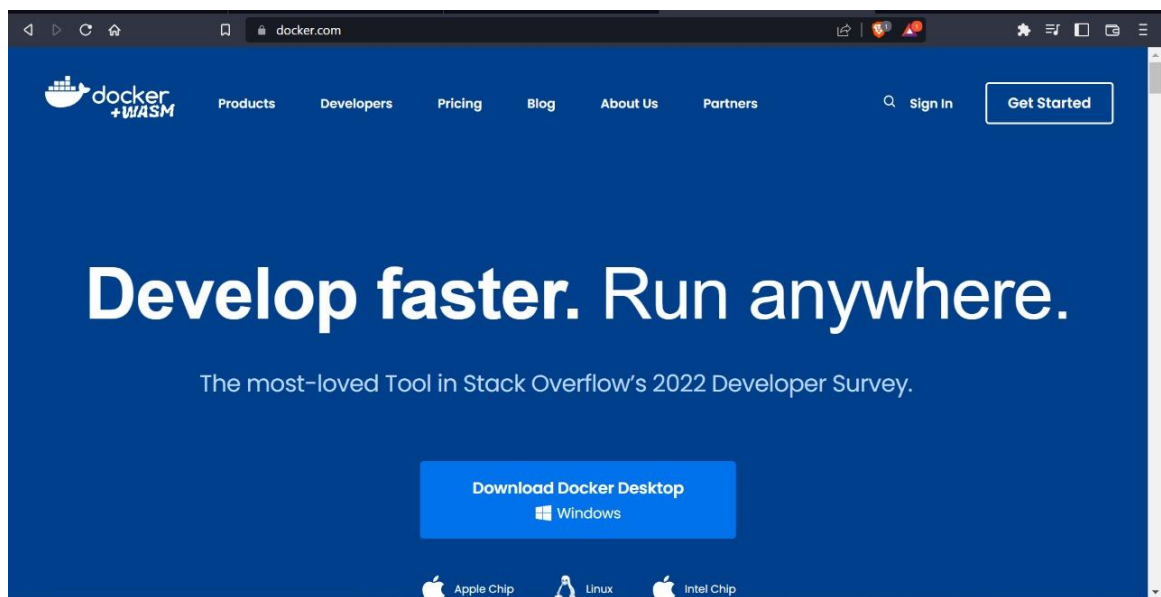 docker.com
docker
+WASM
Products Developers Pricing Blog About Us Partners Sign In Get Started
Develop faster. Run anywhere.
The most-loved Tool in Stack Overflow's 2022 Developer Survey.
Download Docker Desktop
Windows
Apple Chip Linux Intel Chip